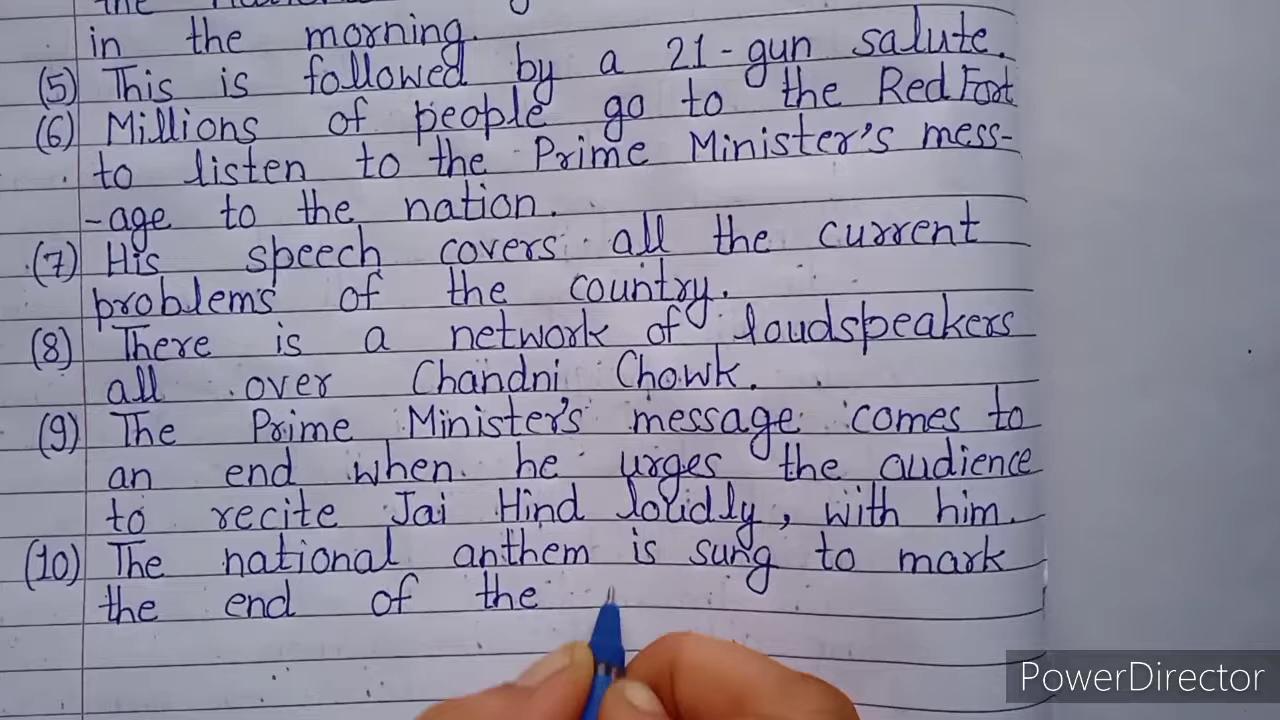 the
in the morning.
(5) This is followed by a 21-gun salute.
(6) Millions of people go to the Red Fort
to listen to the Prime Minister's mess-
-age to the nation.
(7) His speech covers all the current
problems of the country.
(8) There is a network of loudspeakers
all over Chandni Chowk.
(9) The Prime Minister's message comes to
an end when he urges the audience
to recite Jai Hind loudly, with him.
(10) The national anthem is sung to mark
the end of the
PowerDirector